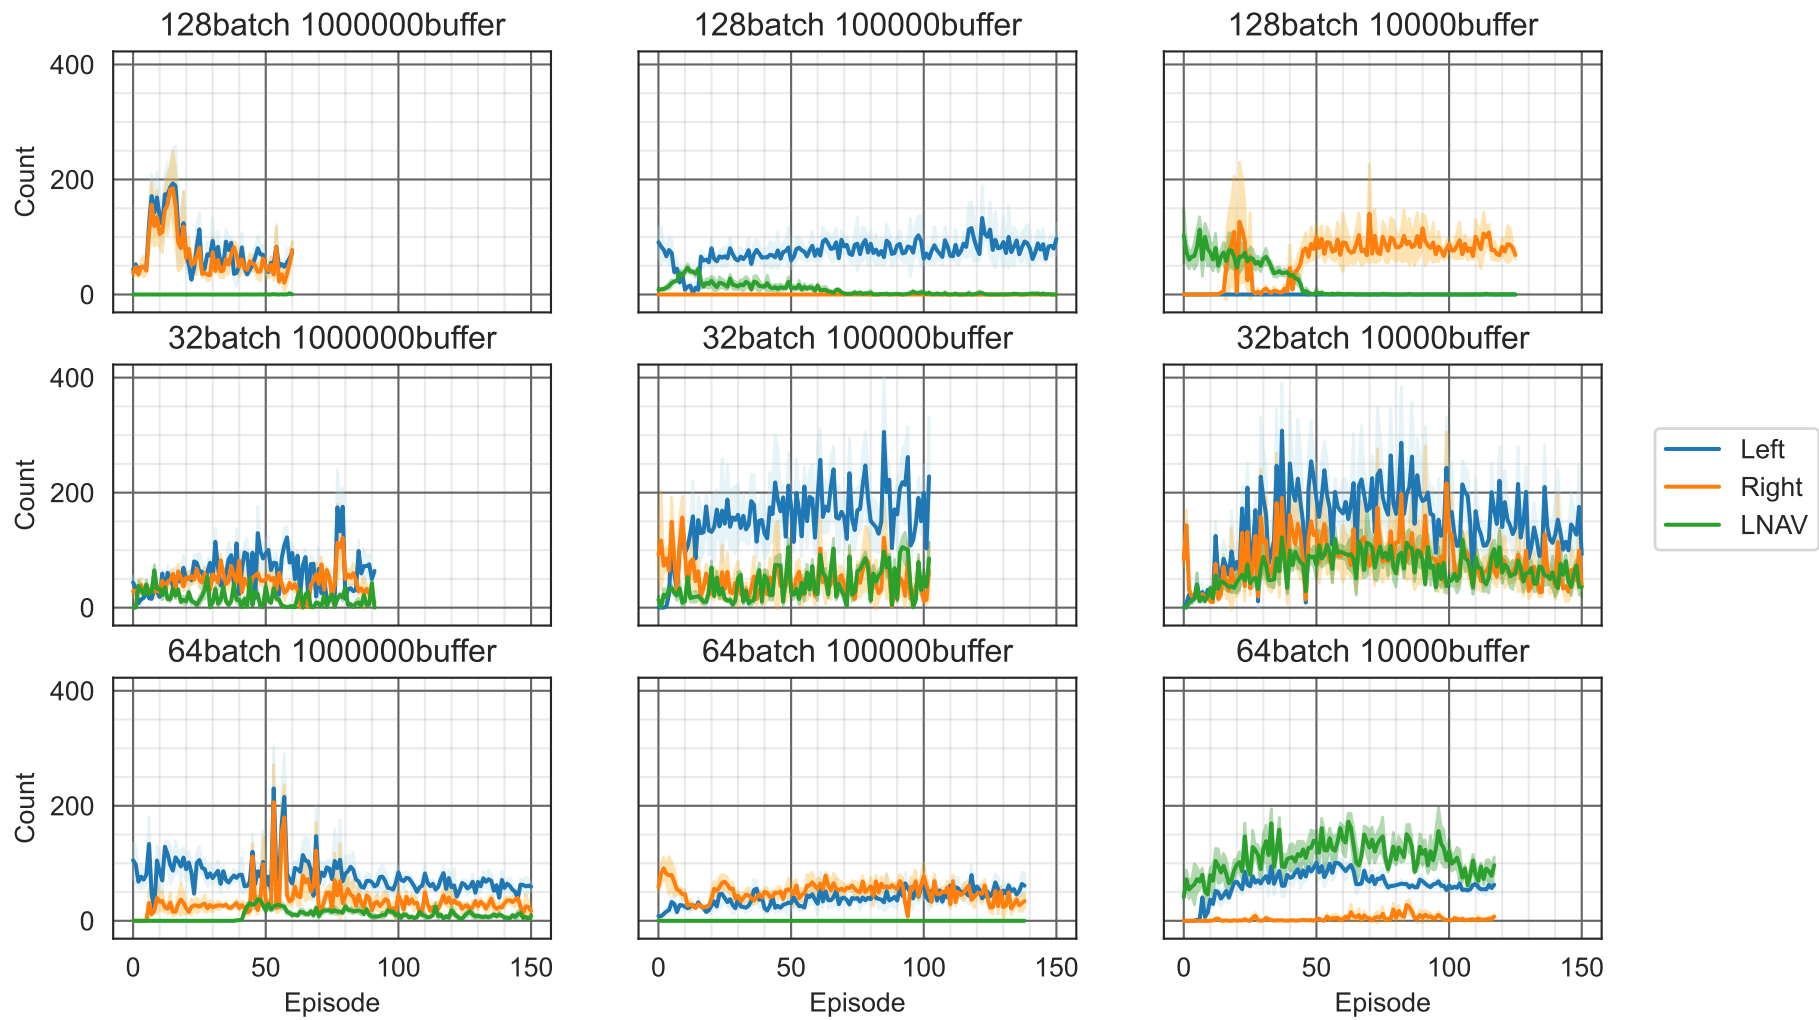 128batch 1000000buffer
128batch 100000buffer
128batch 10000buffer
400
200
0
Count
32batch 1000000buffer
32batch 100000buffer
32batch 10000buffer
400
200
0
Count
Left
Right
LNAV
64batch 1000000buffer
64batch 100000buffer
64batch 10000buffer
400
200
0
Count
0 50 100 150
0 50 100 150
0 50 100 150
Episode
Episode
Episode